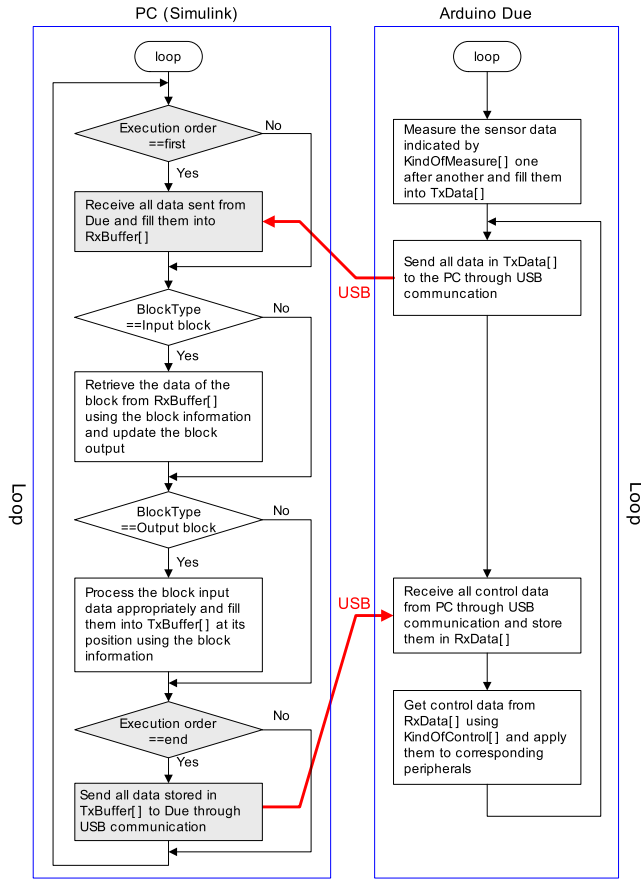 PC (Simulink)
loop
Execution order
==first
No
Yes
Receive all data sent from
Due and fill them into
RxBuffer[ ]
BlockType
==Input block
No
Yes
Retrieve the data of the
block from RxBuffer[ ]
using the block information
and update the block
output
BlockType
==Output block
No
Yes
Process the block input
data appropriately and fill
them into TxBuffer[ ] at its
position using the block
information
Execution order
==end
No
Yes
Send all data stored in
TxBuffer[ ] to Due through
USB communication
Loop
USB
USB
Arduino Due
loop
Measure the sensor data
indicated by
KindOfMeasure[ ] one
after another and fill them
into TxData[ ]
Send all data in TxData[ ]
to the PC through USB
communcation
Receive all control data
from PC through USB
communication and store
them in RxData[ ]
Get control data from
RxData[ ] using
KindOfControl[ ] and apply
them to corresponding
peripherals
Loop